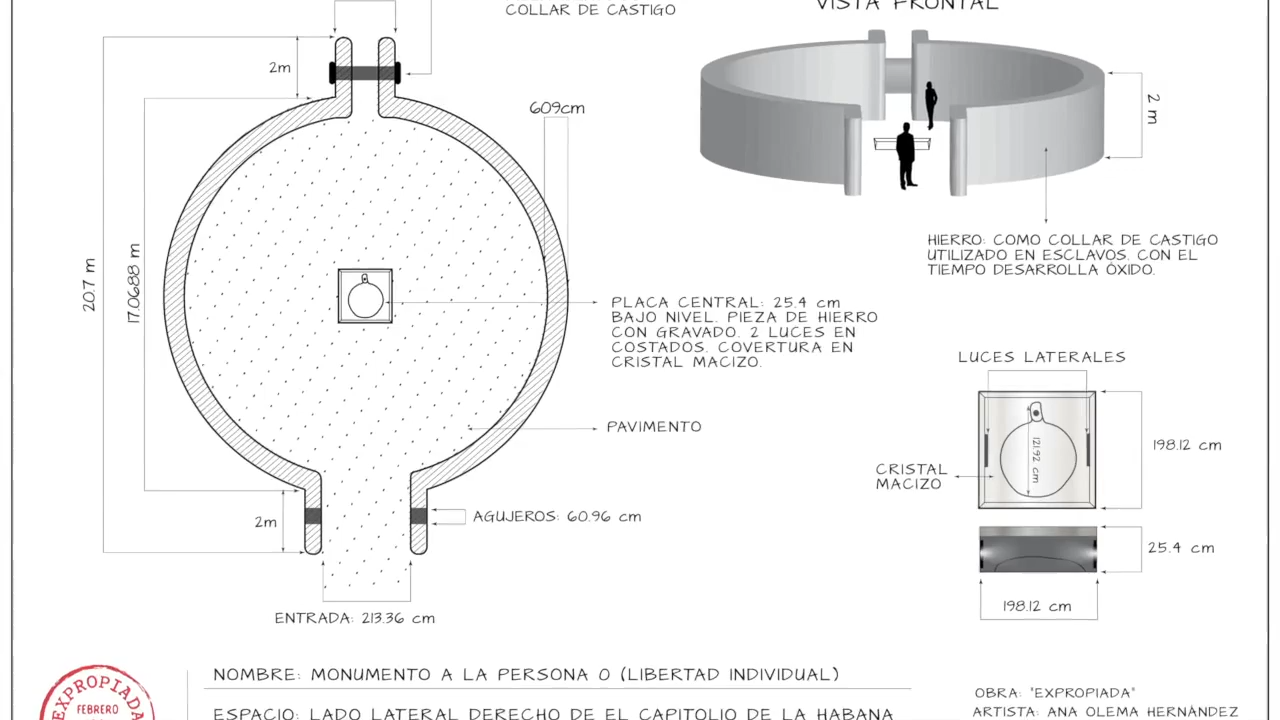 COLLAR DE CASTIGO
VISTA FRONTAL
2m
609cm
2 m
20.7 m
17.0688 m
HIERRO: COMO COLLAR DE CASTIGO
UTILIZADO EN ESCLAVOS. CON EL
TIEMPO DESARROLLA ÓXIDO.
PLACA CENTRAL: 25.4 cm
BAJO NIVEL. PIEZA DE HIERRO
CON GRAVADO. 2 LUCES EN
COSTADOS. COVERTURA EN
CRISTAL MACIZO.
LUCES LATERALES
PAVIMENTO
121.92 cm
198.12 cm
CRISTAL
MACIZO
2m
AGUJEROS: 60.96 cm
25.4 cm
198.12 cm
ENTRADA: 213.36 cm
NOMBRE: MONUMENTO A LA PERSONA 0 (LIBERTAD INDIVIDUAL)
ESPACIO: LADO LATERAL DERECHO DE EL CAPITOLIO DE LA HABANA
EXPROPIADA
FEBRERO
OBRA: "EXPROPIADA"
ARTISTA: ANA OLEMA HERNÁNDEZ